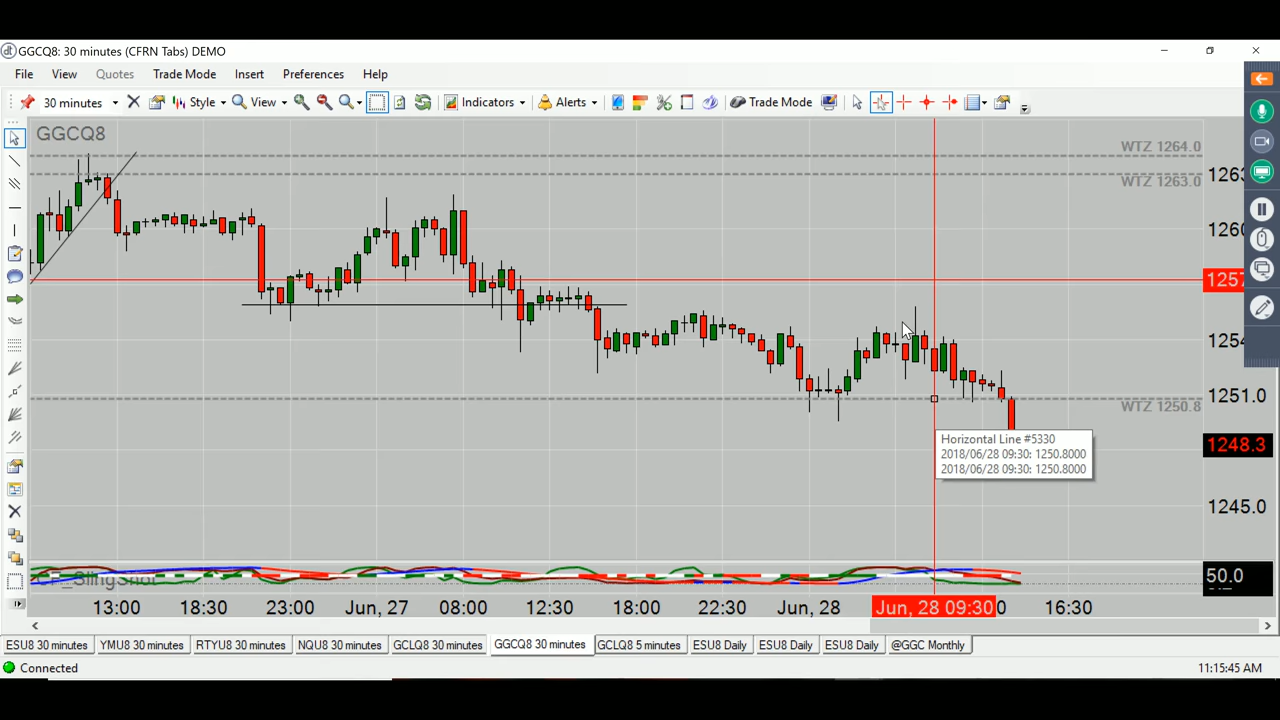 GGCQ8: 30 minutes (CFRN Tabs) DEMO
File View Quotes Trade Mode Insert Preferences Help
30 minutes Style View Indicators Alerts Trade Mode
GGCQ8
WTZ 1264.0
WTZ 1263.0
WTZ 1250.8
1251.0
1248.3
1245.0
50.0
Horizontal Line #5330
2018/06/28 09:30: 1250.8000
2018/06/28 09:30: 1250.8000
CF_SlingShot
13:00 18:30 23:00 Jun, 27 08:00 12:30 18:00 22:30 Jun, 28 Jun, 28 09:30 16:30
ESU8 30 minutes YMU8 30 minutes RTYU8 30 minutes NQU8 30 minutes GCLQ8 30 minutes GGCQ8 30 minutes GCLQ8 5 minutes ESU8 Daily ESU8 Daily ESU8 Daily @GGC Monthly
Connected 11:15:45 AM